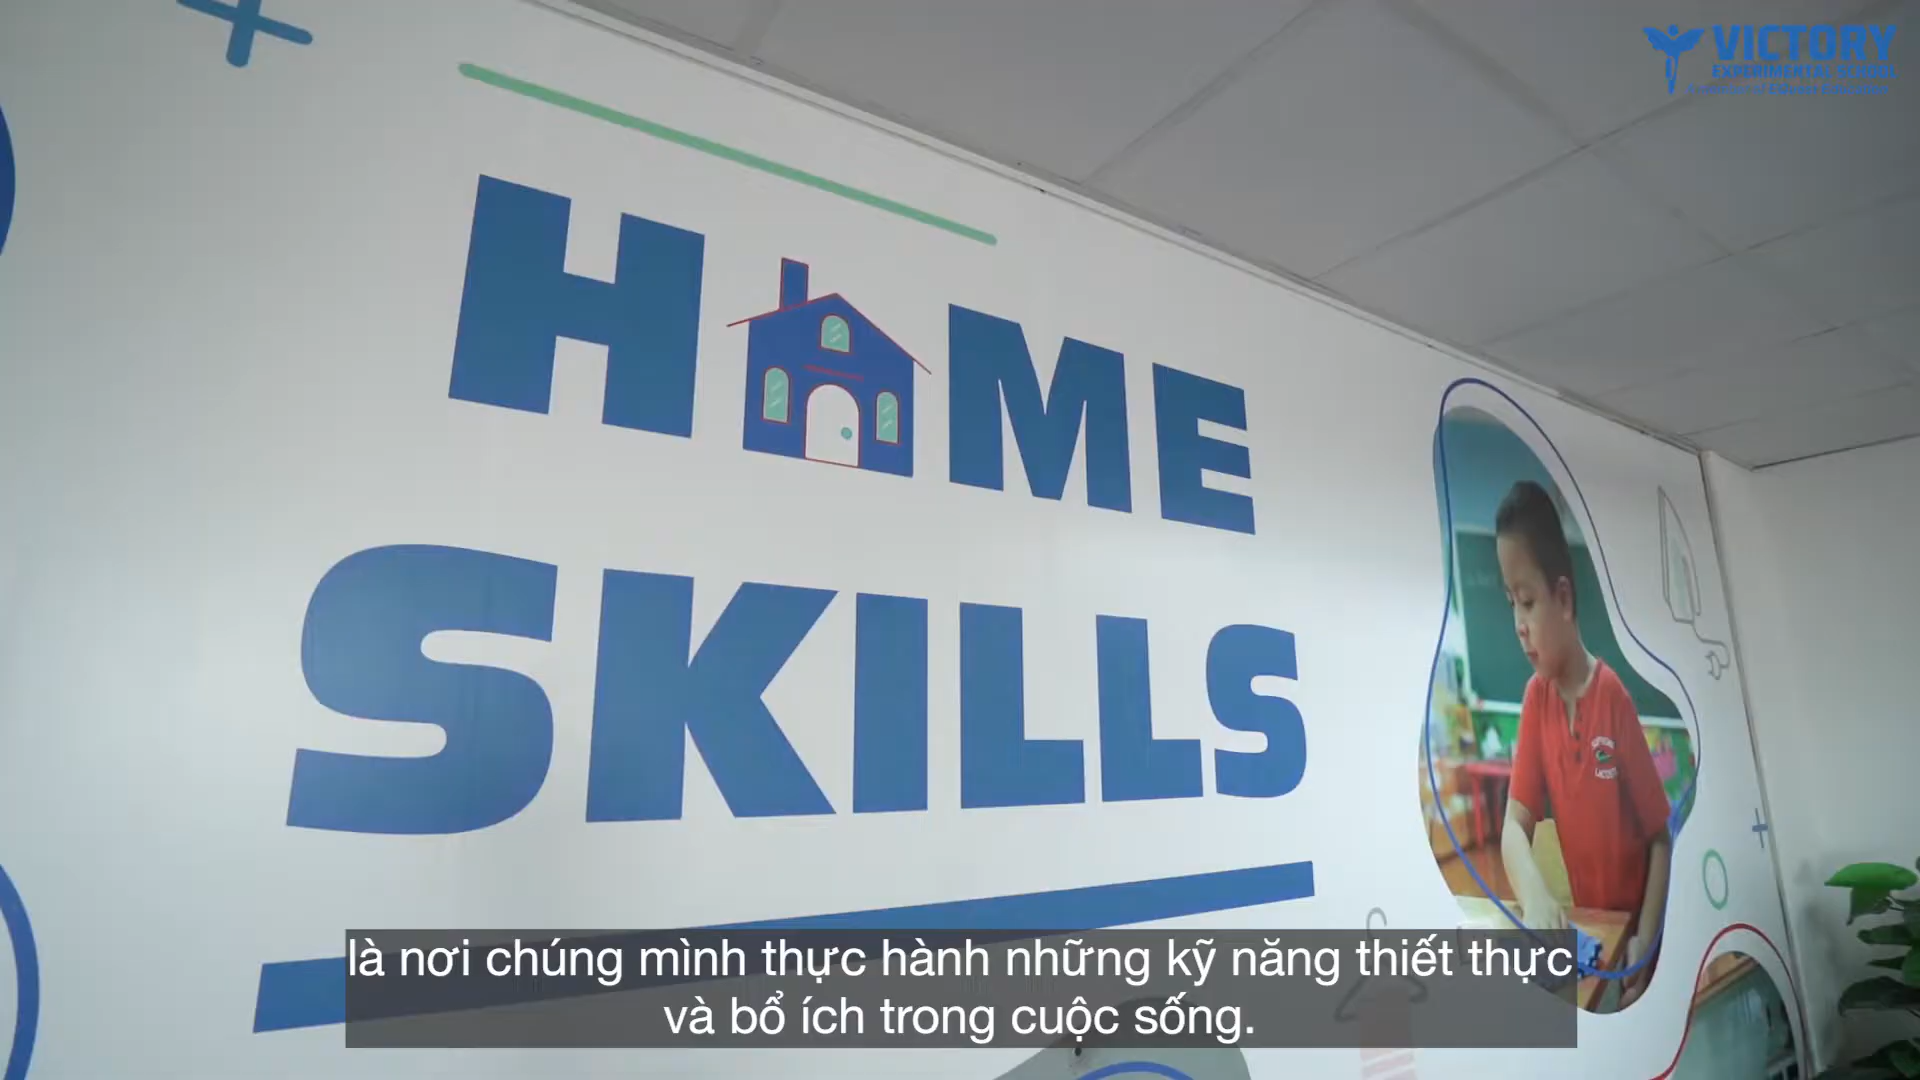 VICTORY
EXPERIMENTAL SCHOOL
HOME
SKILLS
là nơi chúng mình thực hành những kỹ năng thiết thực
và bổ ích trong cuộc sống.